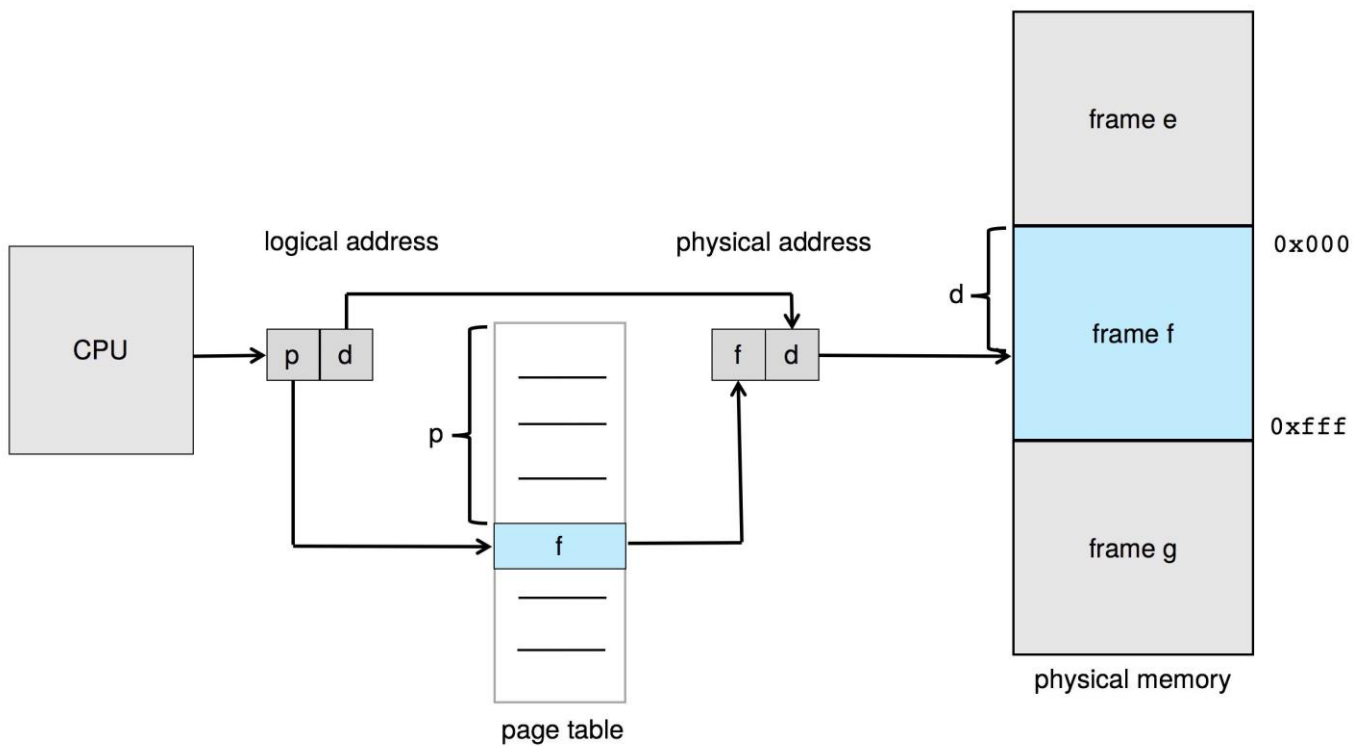 frame e
logical address
physical address
0x000
d
CPU
p d
f d
frame f
p
0xfff
f
frame g
physical memory
page table